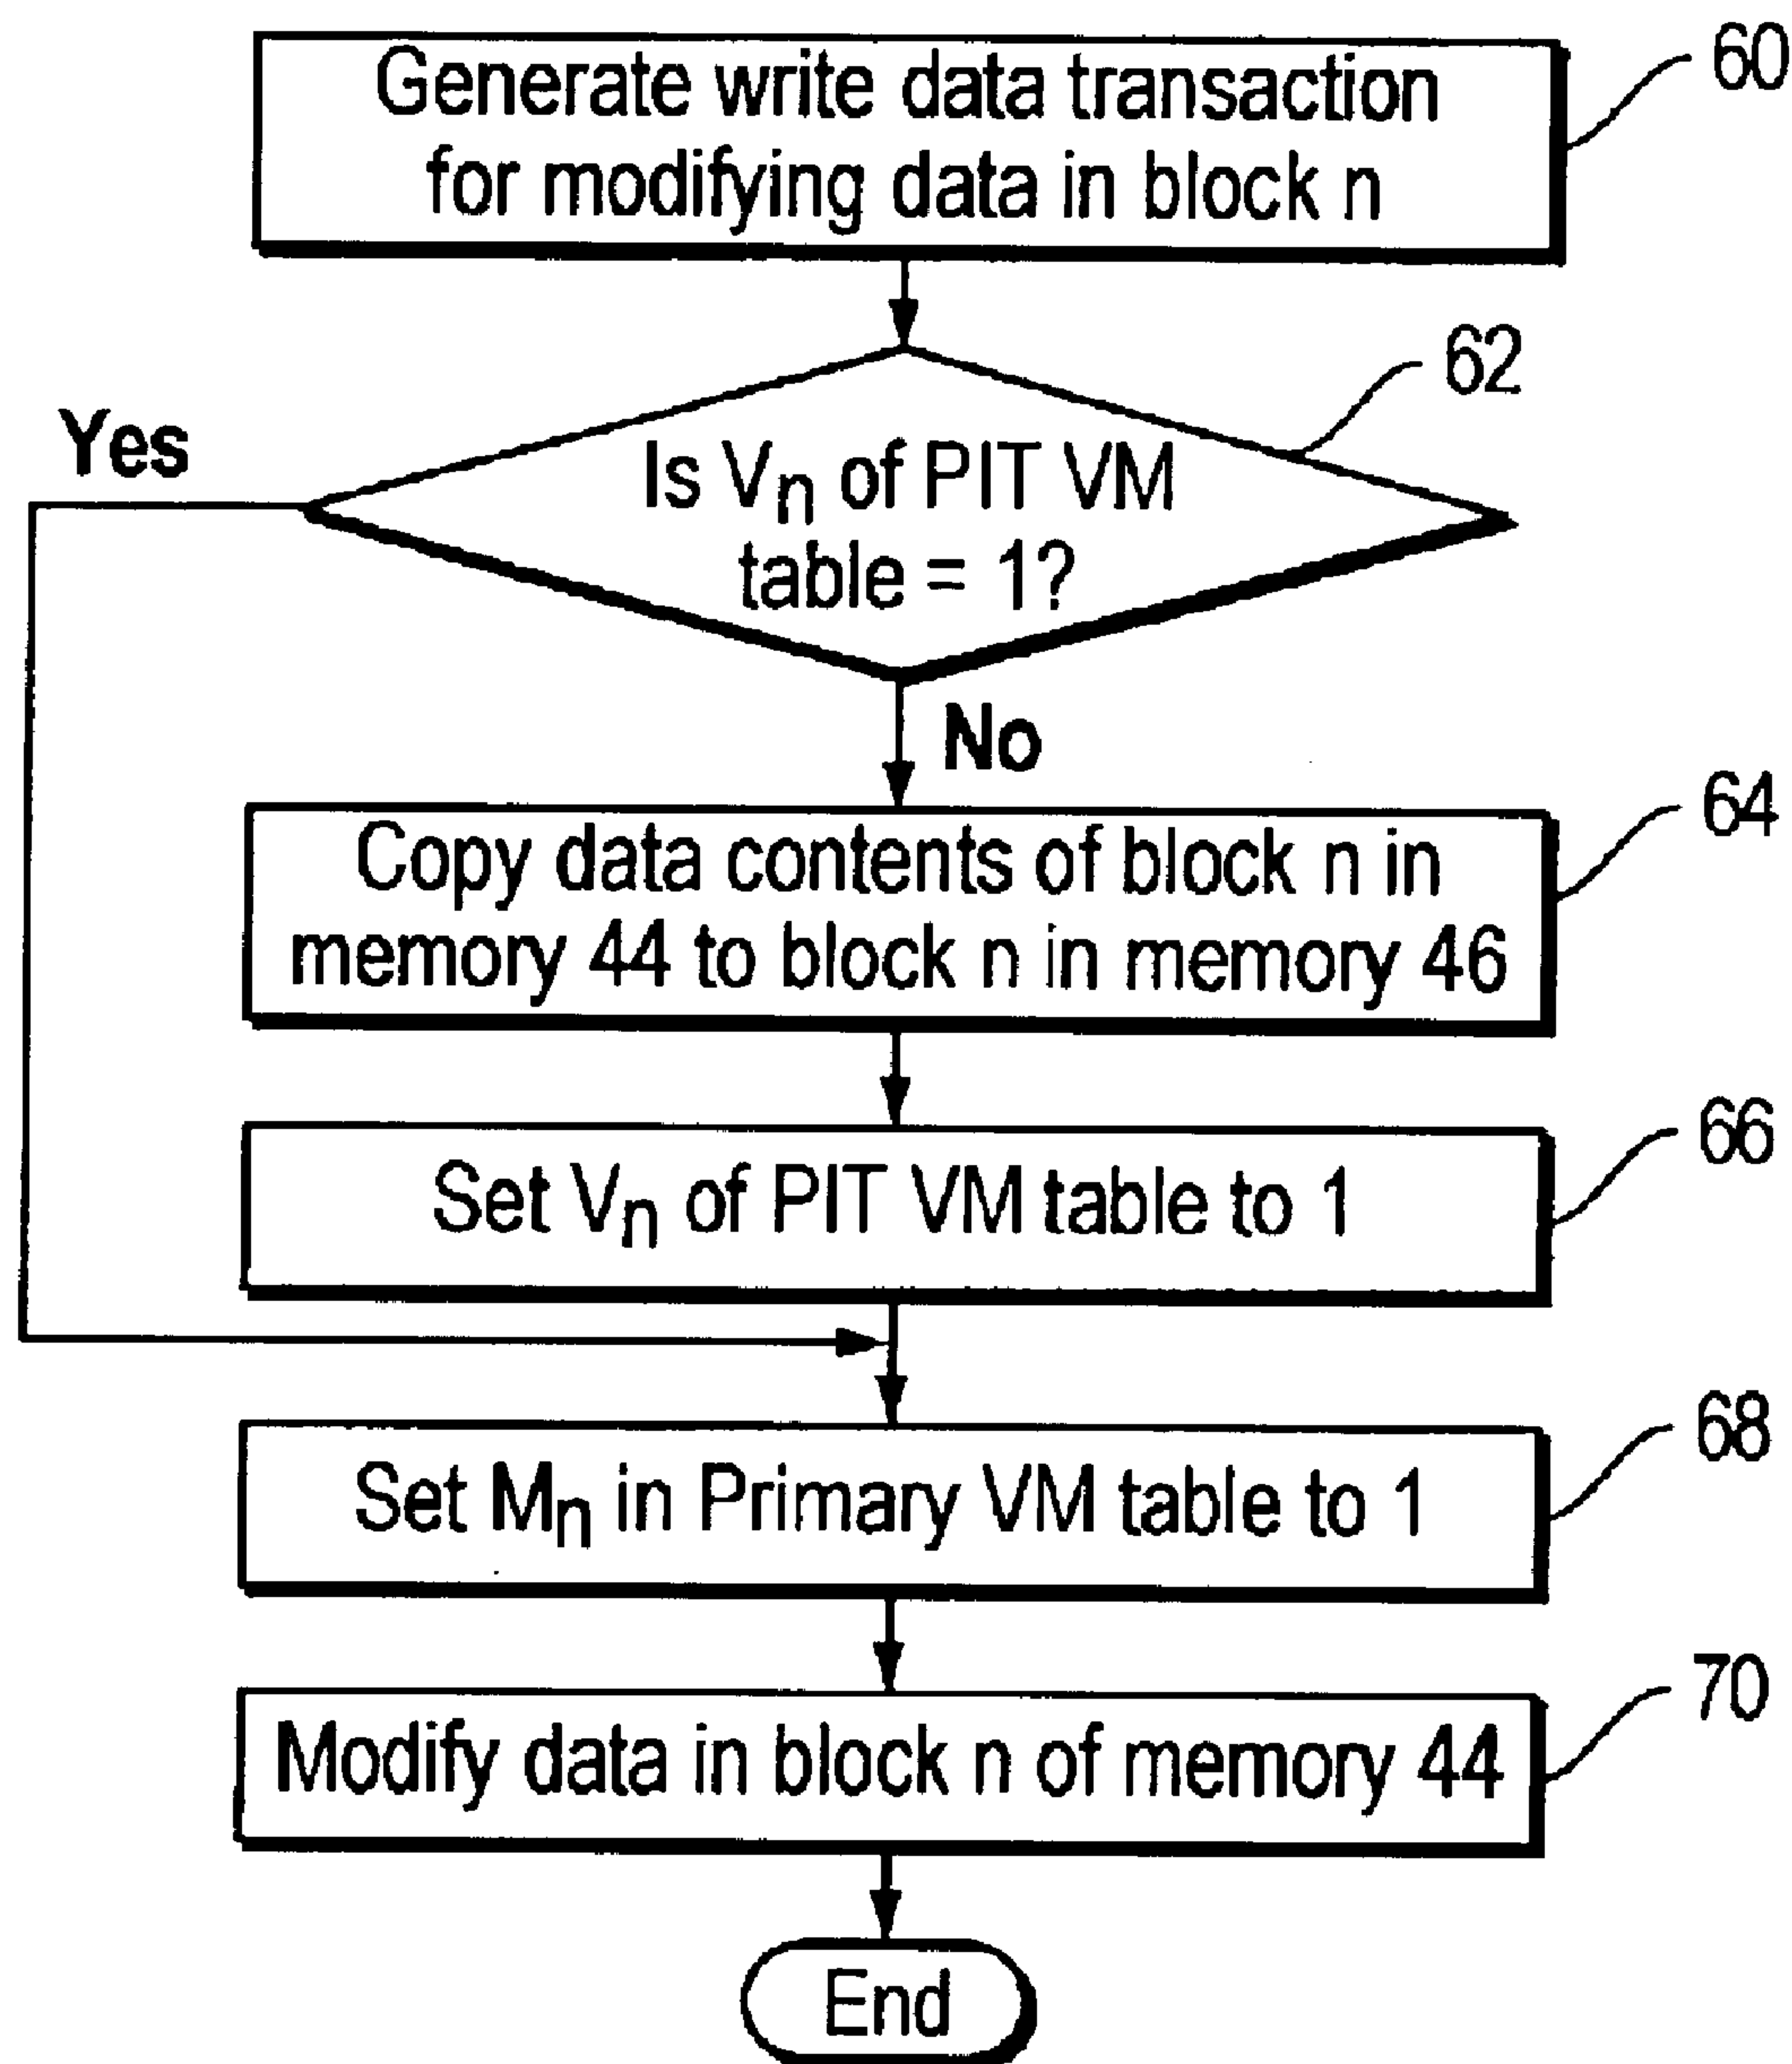 Generate write data transaction
for modifying data in block n
60
62
Yes
Is Vn of PIT VM
table = 1?
No
64
Copy data contents of block n in
memory 44 to block n in memory 46
66
Set Vn of PIT VM table to 1
68
Set Mn in Primary VM table to 1
70
Modify data in block n of memory 44
End